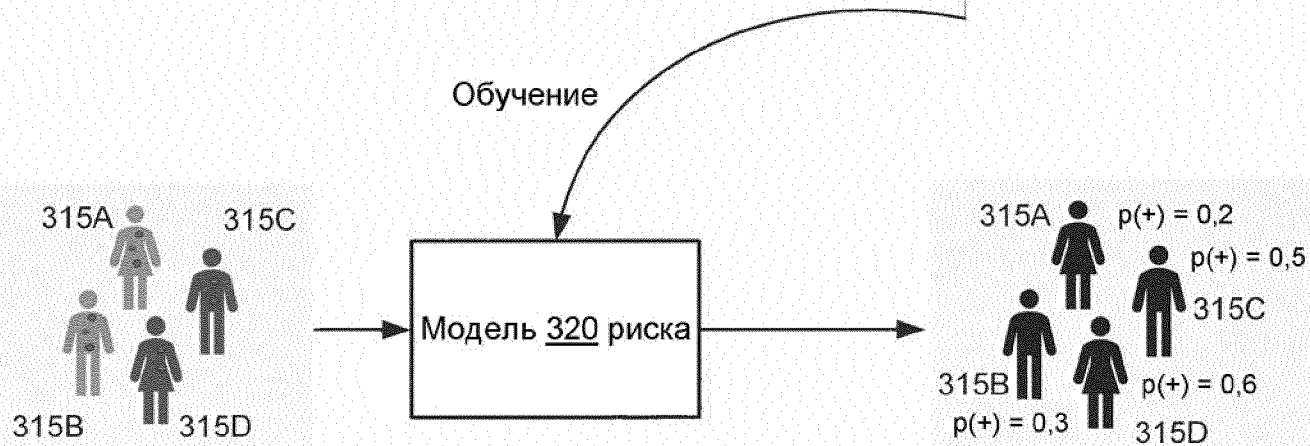 Обучение
315A
315C
315B
315D
Модель 320 риска
315A
p(+) = 0,2
p(+) = 0,5
315C
315B
p(+) = 0,6
p(+) = 0,3
315D